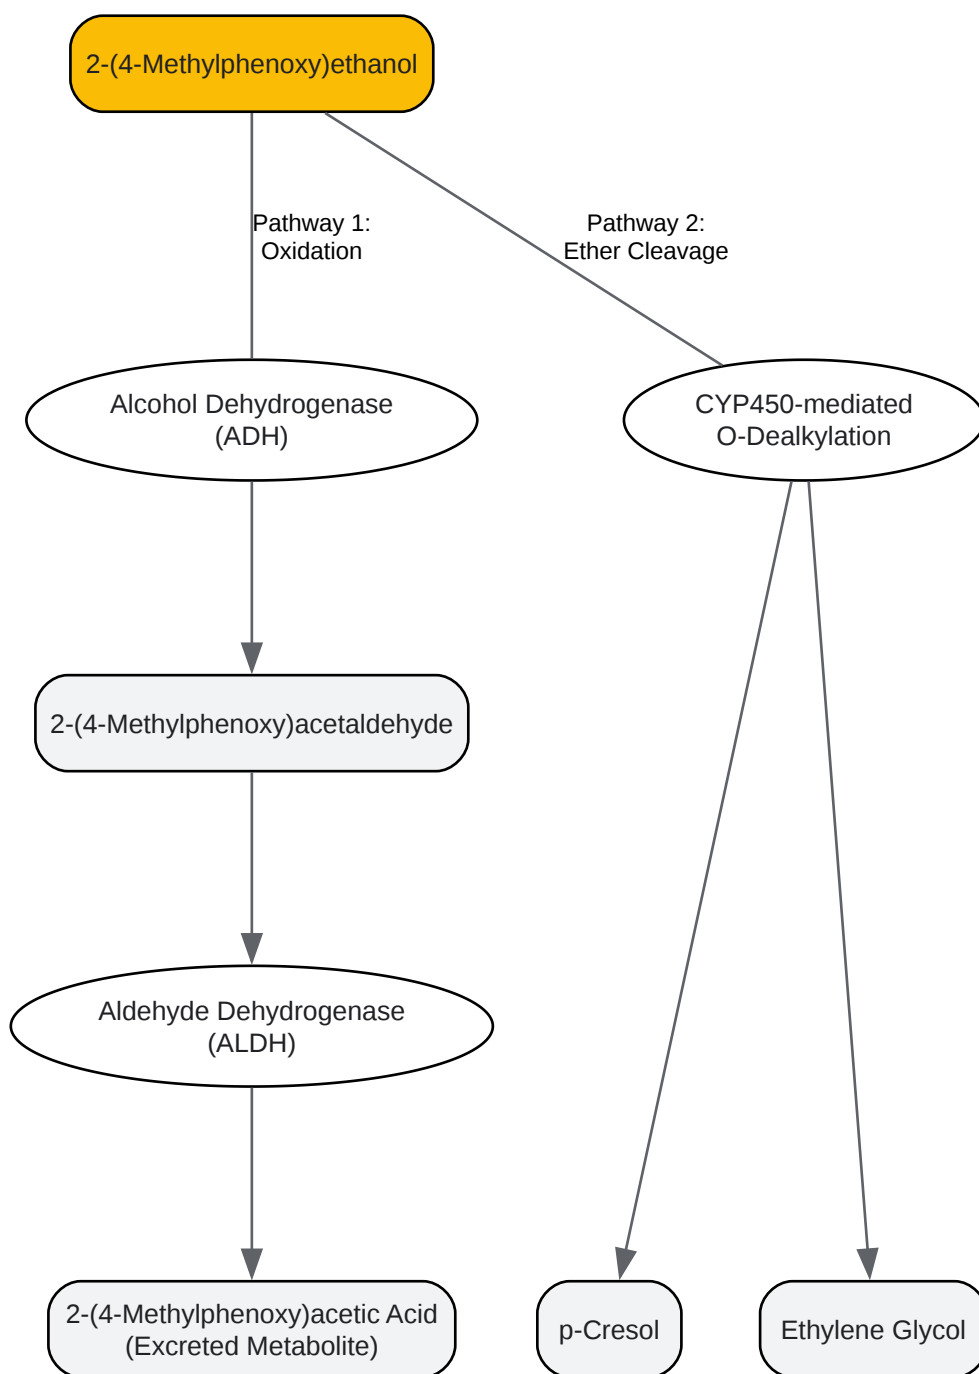 2-(4-Methylphenoxy)ethanol
Pathway 1:
Oxidation
Pathway 2:
Ether Cleavage
Alcohol Dehydrogenase
(ADH)
CYP450-mediated
O-Dealkylation
2-(4-Methylphenoxy)acetaldehyde
Aldehyde Dehydrogenase
(ALDH)
2-(4-Methylphenoxy)acetic Acid
(Excreted Metabolite)
p-Cresol
Ethylene Glycol